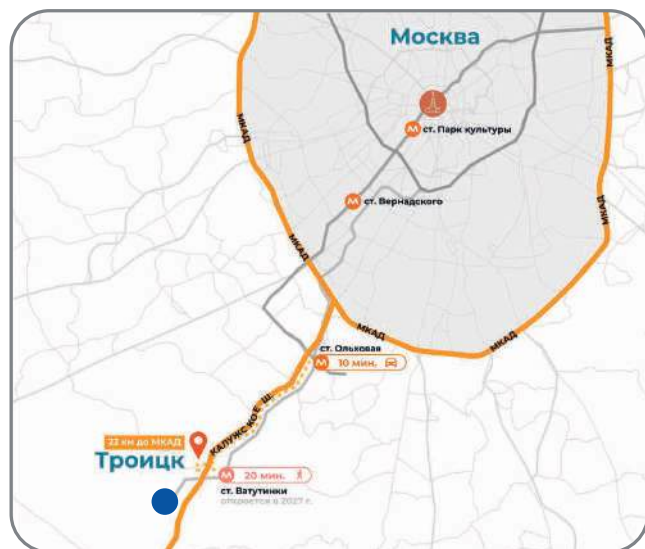 Москва
МКАД
МКАД
М ст. Парк культуры
М ст. Вернадского
МКАД
МКАД
МКАД
МКАД
ст. Ольховая
М 10 мин.
КАЛУЖСКОЕ Ш.
22 км до МКАД
Троицк
М 20 мин.
ст. Ватутинки
откроется в 2027 г.